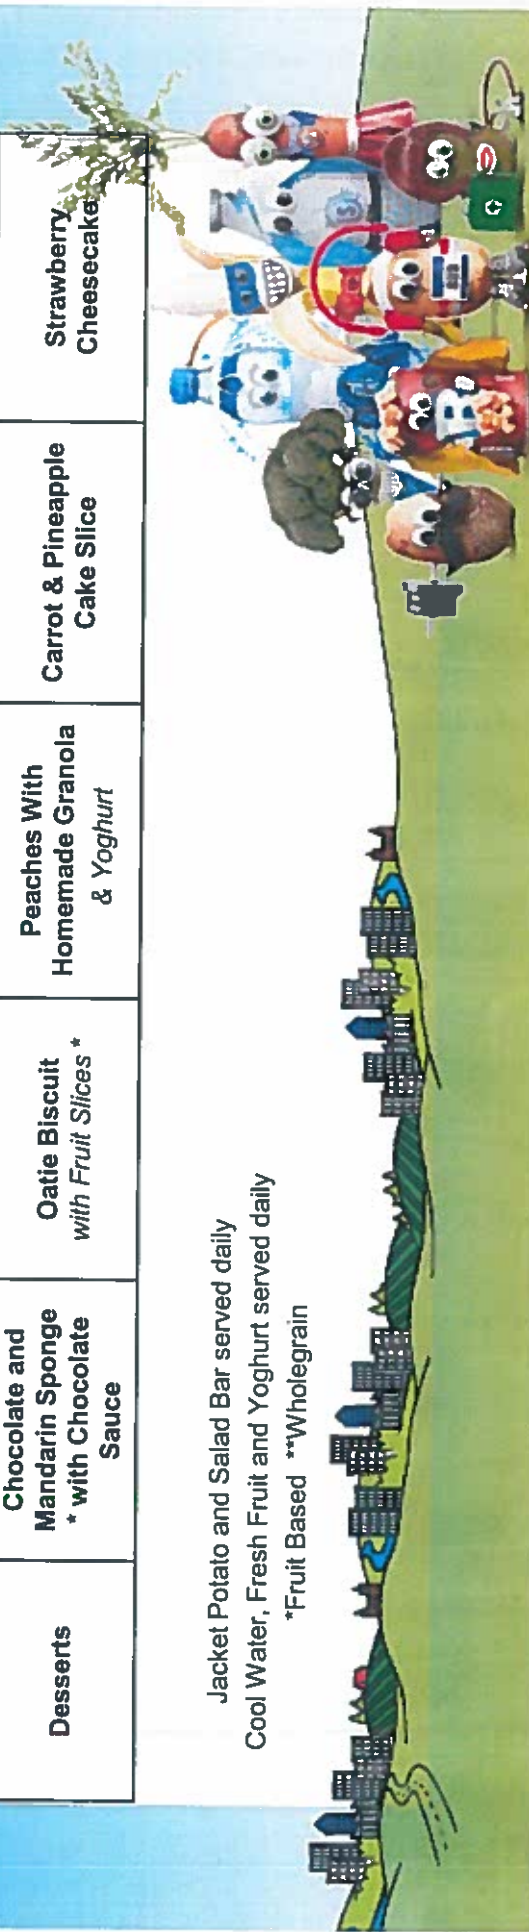 Desserts
Chocolate and
Mandarin Sponge
* with Chocolate
Sauce
Oatie Biscuit
with Fruit Slices *
Peaches With
Homemade Granola
& Yoghurt
Carrot & Pineapple
Cake Slice
Strawberry
Cheesecake
Jacket Potato and Salad Bar served daily
Cool Water, Fresh Fruit and Yoghurt served daily
*Fruit Based **Wholegrain